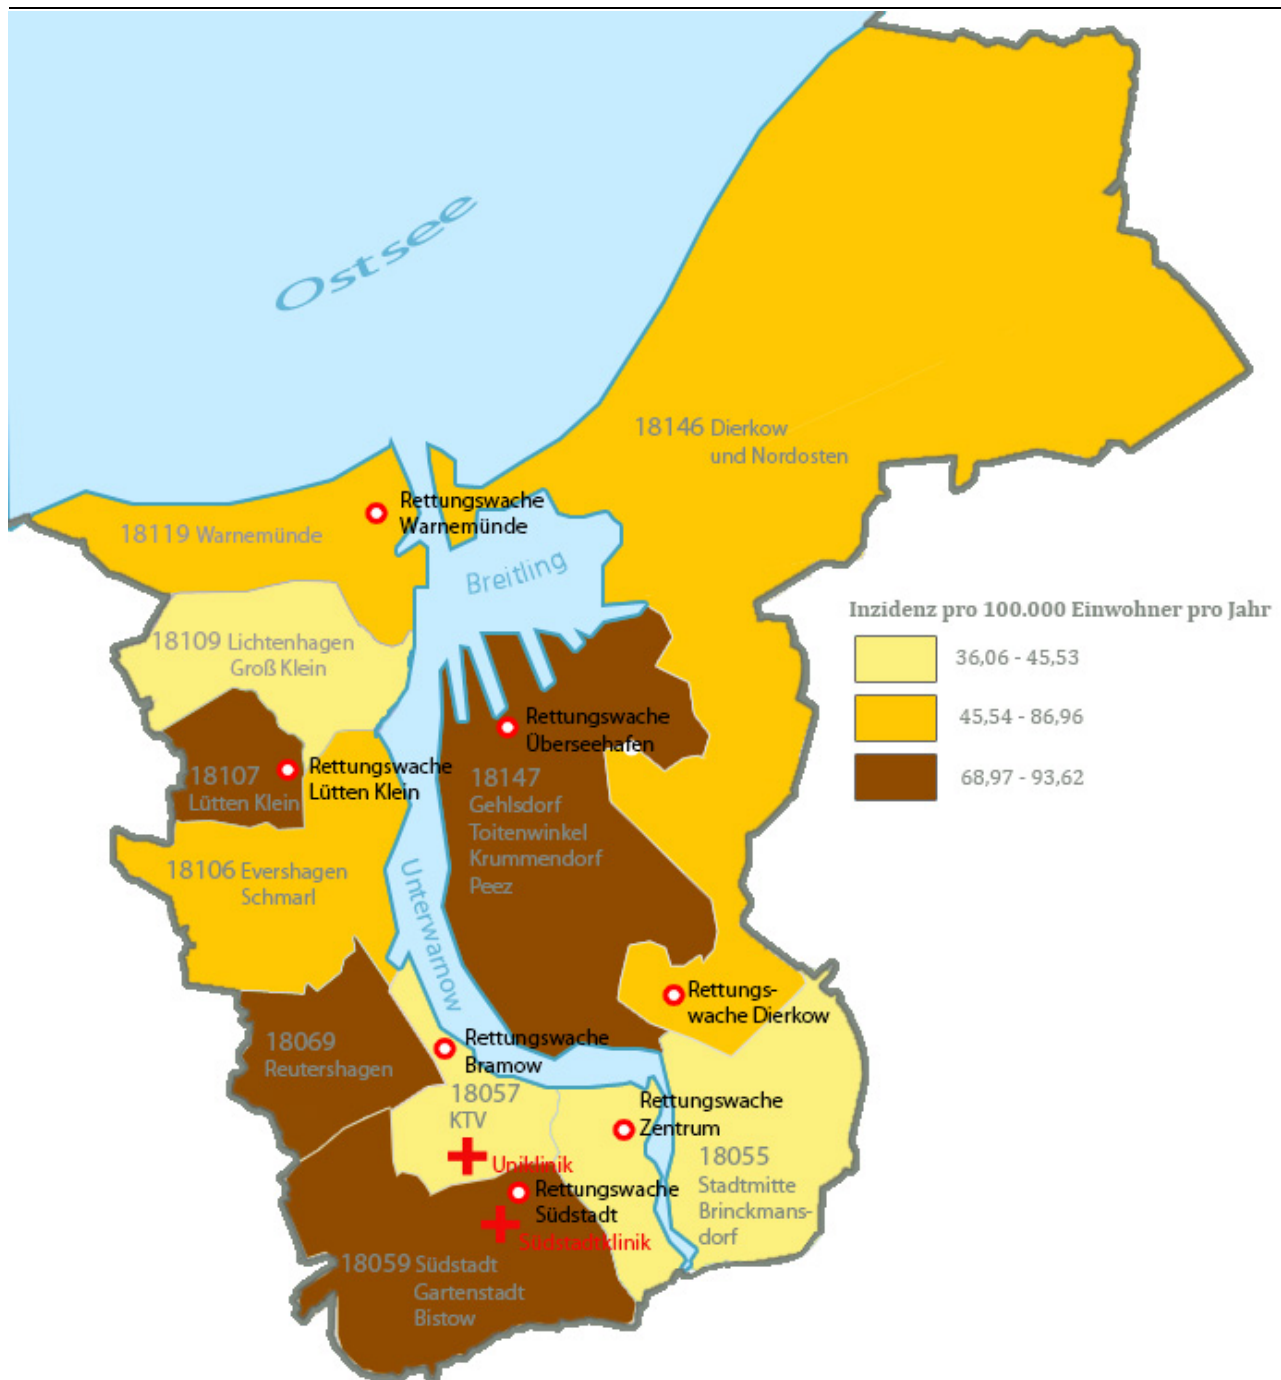 Ostsee
18146 Dierkow
und Nordosten
Rettungswache
Warnemünde
18119 Warnemünde
Breitling
Inzidenz pro 100.000 Einwohner pro Jahr
36,06 - 45,53
45,54 - 86,96
68,97 - 93,62
18109 Lichtenhagen
Groß Klein
Rettungswache
Überseehafen
Rettungswache
Lütten Klein
18107
Lütten Klein
18147
Gehlsdorf
Toitenwinkel
Krummendorf
Peez
18106 Evershagen
Schmarl
Unterwarnow
Rettungs-
wache Dierkow
18069
Reutershagen
Rettungswache
Bramow
18057
KTV
Rettungswache
Zentrum
Uniklinik
18055
Stadtmitte
Brinckmans-
dorf
Rettungswache
Südstadt
Südstadtklinik
18059 Südstadt
Gartenstadt
Bistow